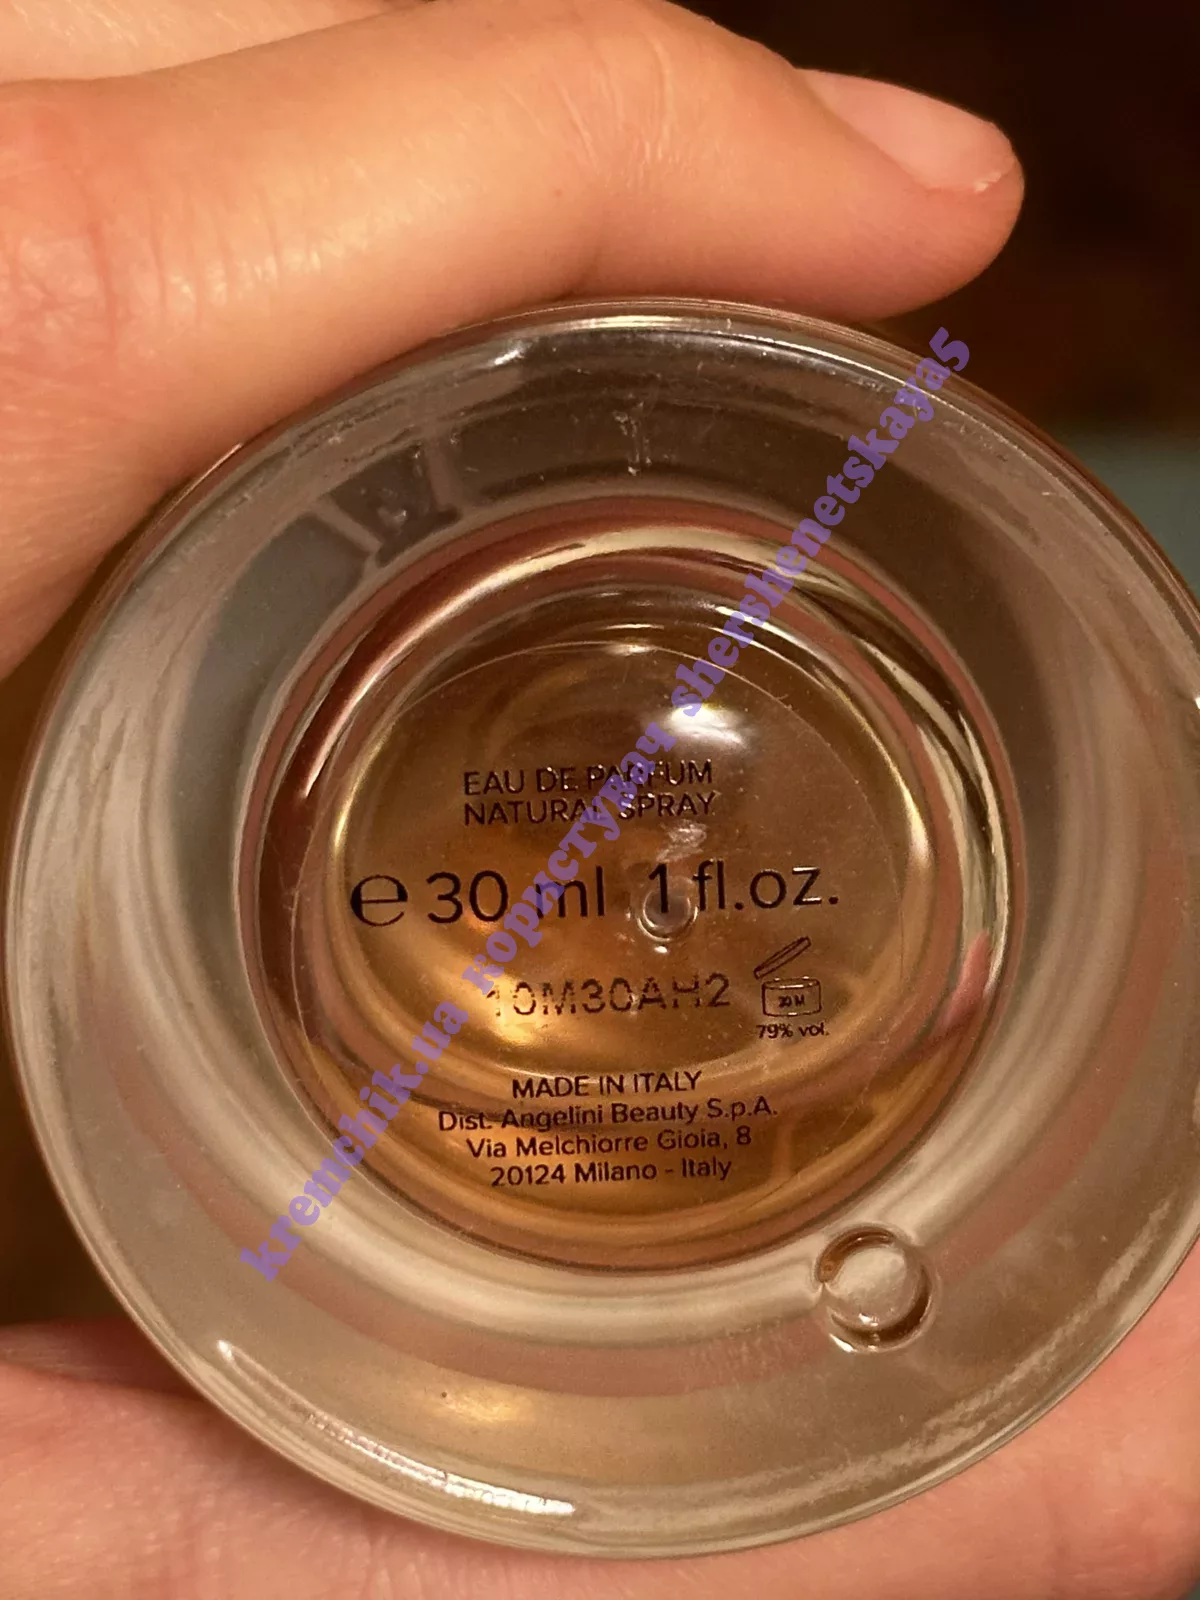 EAU DE PARFUM
NATURAL SPRAY
℮ 30 ml 1 fl.oz.
10M30AH2
30 M
79% vol.
MADE IN ITALY
Dist. Angelini Beauty S.p.A.
Via Melchiorre Gioia, 8
20124 Milano - Italy
kremchik.ua користувач shershenetskaya5